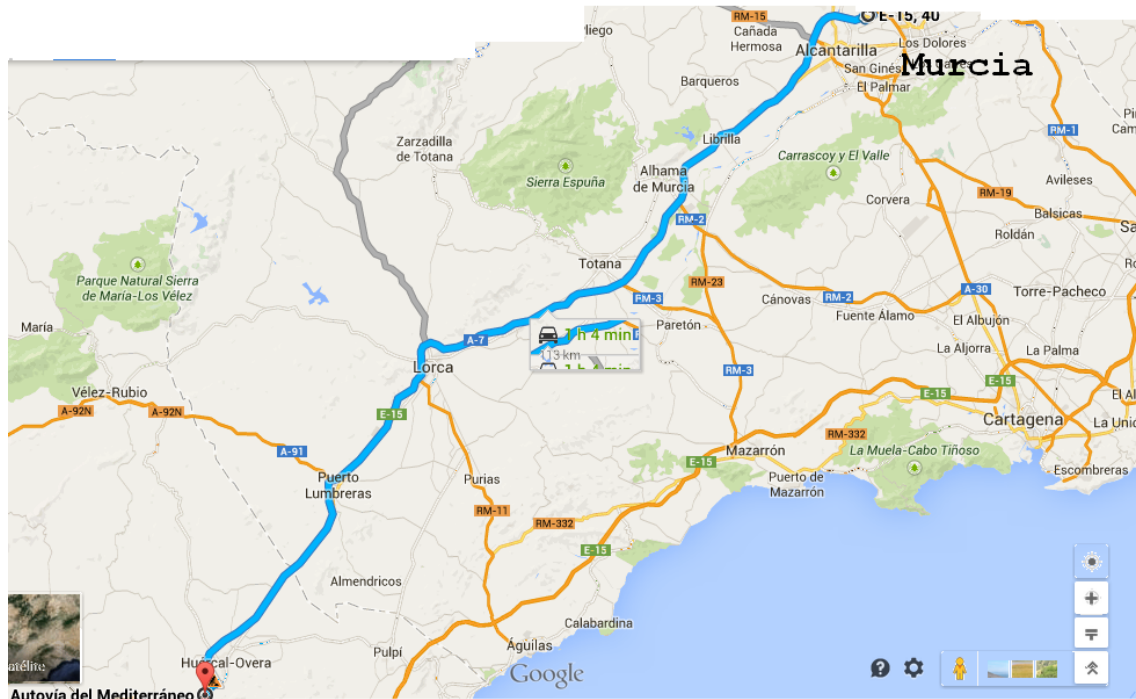 RM-15
E-15, 40
Cañada
Hermosa
Alcantarilla
Los Dolores
Murcia
El Palmar
Barqueros
Librilla
RM-1
Zarzadilla
de Totana
Sierra Espuña
Alhama
de Murcia
Carrascoy y El Valle
Corvera
RM-19
Avileses
Balsicas
RM-2
Roldán
Parque Natural Sierra
de María-Los Vélez
Totana
RM-23
RM-3
Cánovas
RM-2
A-30
Torre-Pacheco
Fuente Álamo
El Albujón
María
A-7
1 h 4 min
Paretón
La Aljorra
La Palma
Lorca
RM-3
E-15
Vélez-Rubio
A-92N
A-92N
E-15
E-15
Cartagena
A-91
Puerto
Lumbreras
Purias
RM-332
Mazarrón
La Muela-Cabo Tiñoso
E-15
Puerto de
Mazarrón
Escombreras
RM-11
RM-332
E-15
Almendricos
Calabardina
Pulpí
Águilas
Huércal-Overa
Google
Autovía del Mediterráneo